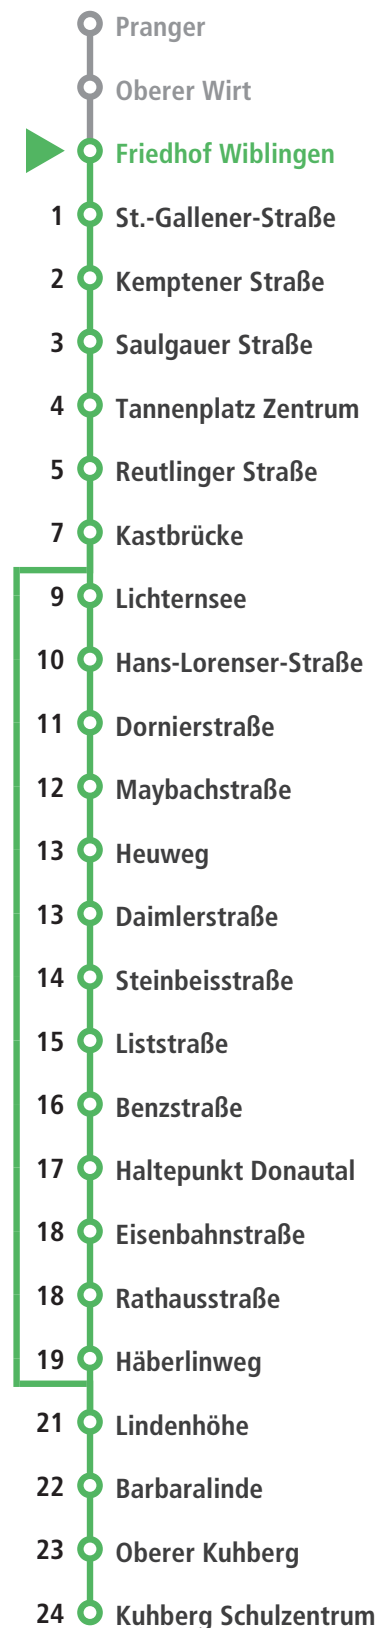 Pranger
Oberer Wirt
Friedhof Wiblingen
1 St.-Gallener-Straße
2 Kemptener Straße
3 Saulgauer Straße
4 Tannenplatz Zentrum
5 Reutlinger Straße
7 Kastbrücke
9 Lichternsee
10 Hans-Lorenser-Straße
11 Dornierstraße
12 Maybachstraße
13 Heuweg
13 Daimlerstraße
14 Steinbeisstraße
15 Liststraße
16 Benzstraße
17 Haltepunkt Donautal
18 Eisenbahnstraße
18 Rathausstraße
19 Häberlinweg
21 Lindenhöhe
22 Barbaralinde
23 Oberer Kuhberg
24 Kuhberg Schulzentrum